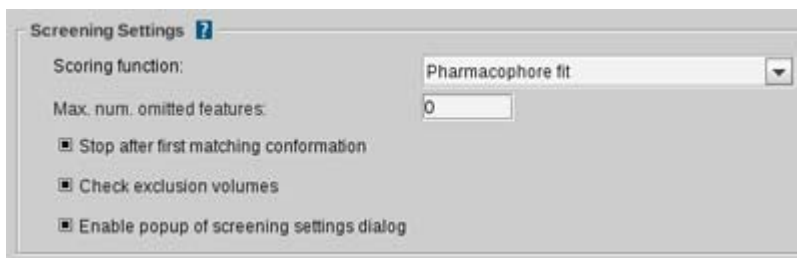 Screening Settings ?
Scoring function: Pharmacophore fit
Max. num. omitted features: 0
Stop after first matching conformation
Check exclusion volumes
Enable popup of screening settings dialog